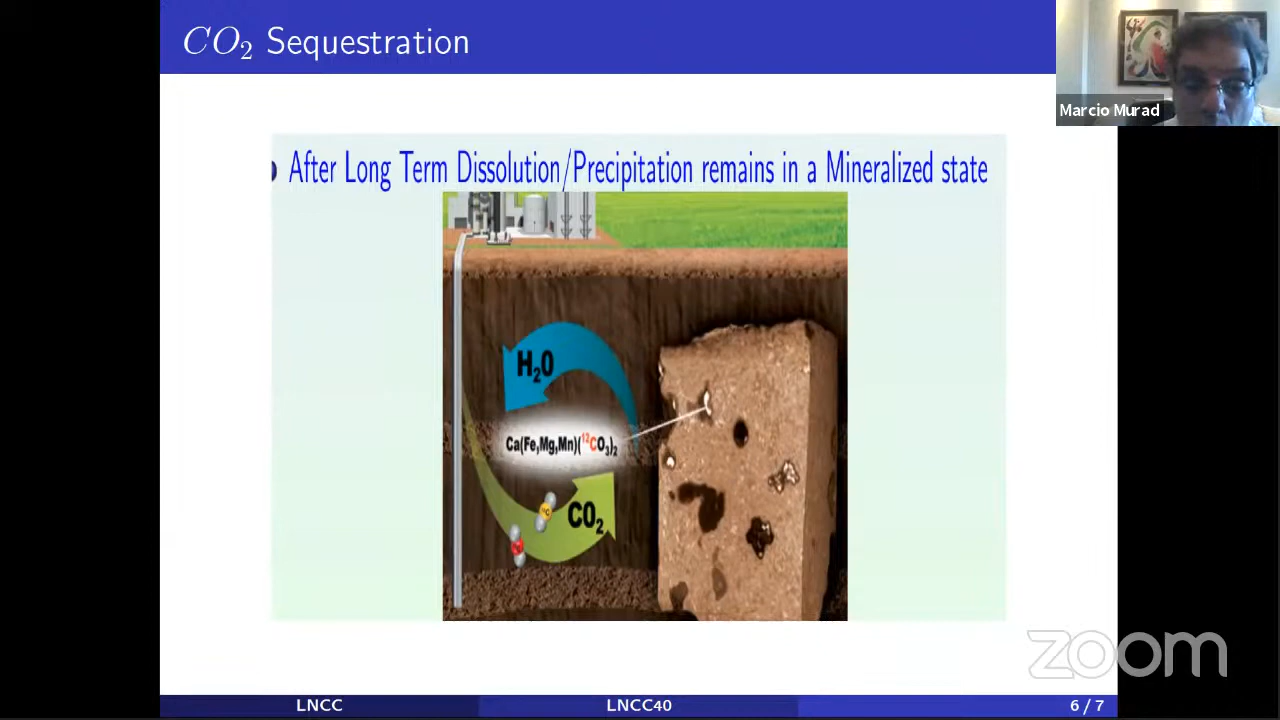 CO2 Sequestration
Marcio Murad
After Long Term Dissolution/Precipitation remains in a Mineralized state
H2O
Ca(Fe,Mg,Mn)(12CO3)2
CO2
zoom
LNCC
LNCC40
6 / 7